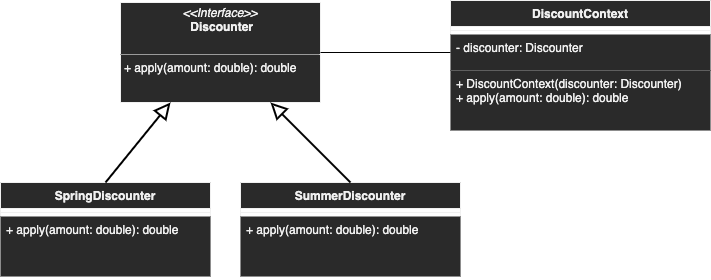 <<Interface>>
Discounter
+ apply(amount: double): double
DiscountContext
- discounter: Discounter
+ DiscountContext(discounter: Discounter)
+ apply(amount: double): double
SpringDiscounter
+ apply(amount: double): double
SummerDiscounter
+ apply(amount: double): double